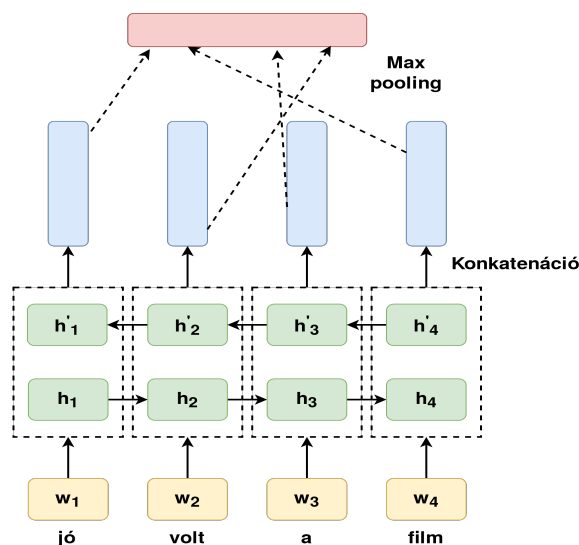 Max
pooling
Konkatenáció
h'1 h'2 h'3 h'4
h1 h2 h3 h4
w1 w2 w3 w4
jó volt a film